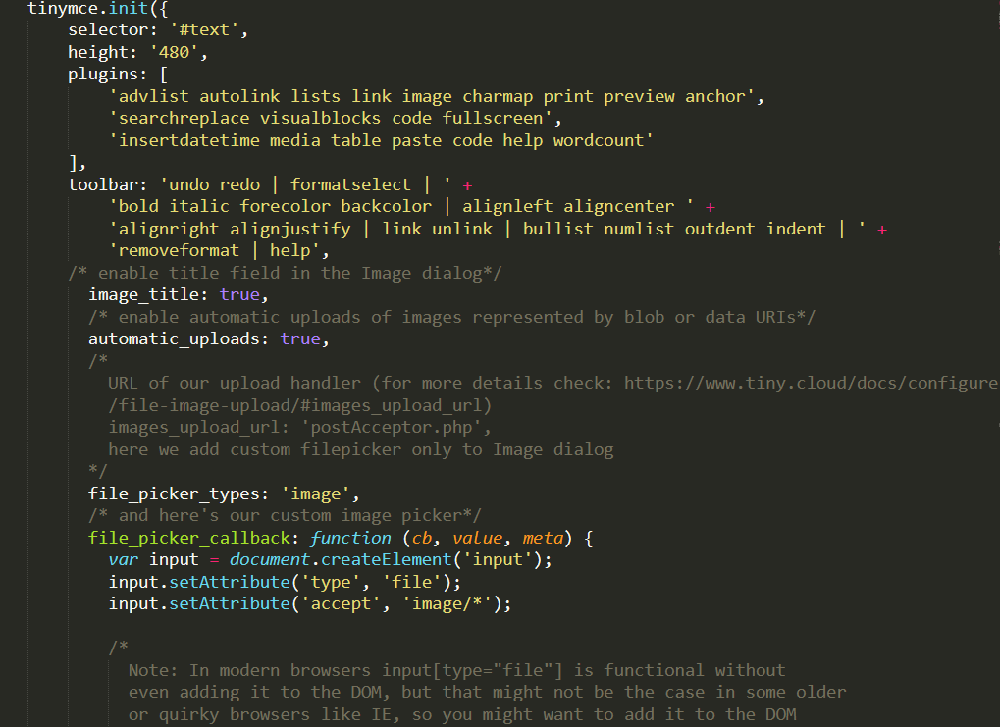 tinymce.init({
selector: '#text',
height: '480',
plugins: [
'advlist autolink lists link image charmap print preview anchor',
'searchreplace visualblocks code fullscreen',
'insertdatetime media table paste code help wordcount'
],
toolbar: 'undo redo | formatselect | ' +
'bold italic forecolor backcolor | alignleft aligncenter ' +
'alignright alignjustify | link unlink | bullist numlist outdent indent | ' +
'removeformat | help',
/* enable title field in the Image dialog*/
image_title: true,
/* enable automatic uploads of images represented by blob or data URIs*/
automatic_uploads: true,
/*
URL of our upload handler (for more details check: https://www.tiny.cloud/docs/configure
/file-image-upload/#images_upload_url)
images_upload_url: 'postAcceptor.php',
here we add custom filepicker only to Image dialog
*/
file_picker_types: 'image',
/* and here's our custom image picker*/
file_picker_callback: function (cb, value, meta) {
var input = document.createElement('input');
input.setAttribute('type', 'file');
input.setAttribute('accept', 'image/*');
/*
Note: In modern browsers input[type="file"] is functional without
even adding it to the DOM, but that might not be the case in some older
or quirky browsers like IE, so you might want to add it to the DOM